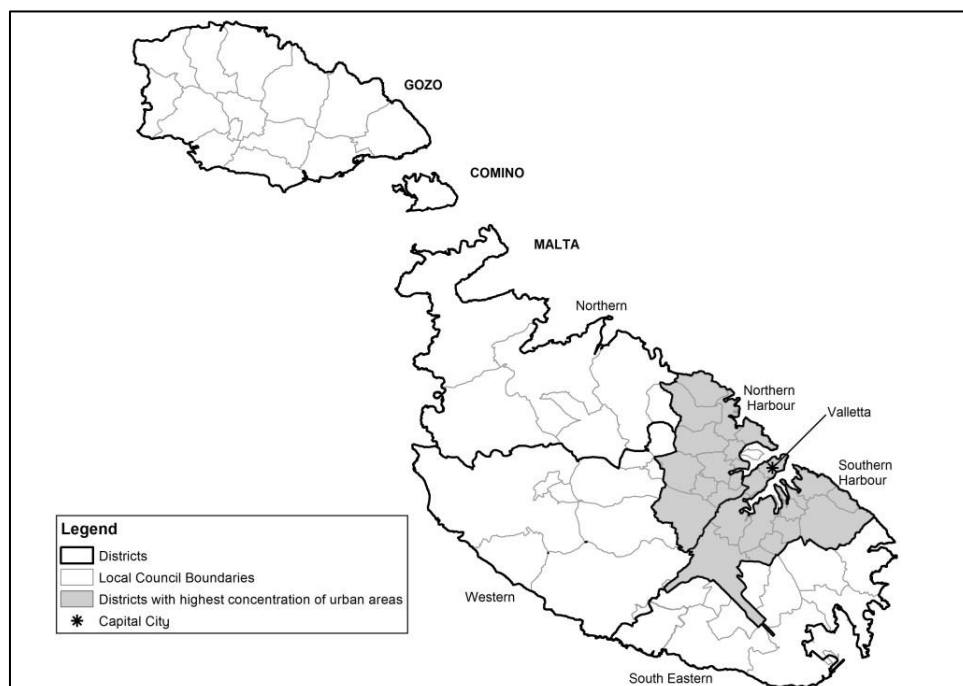 GOZO
COMINO
MALTA
Northern
Northern
Harbour
Valletta
Southern
Harbour
Legend
Districts
Local Council Boundaries
Districts with highest concentration of urban areas
Capital City
Western
South Eastern